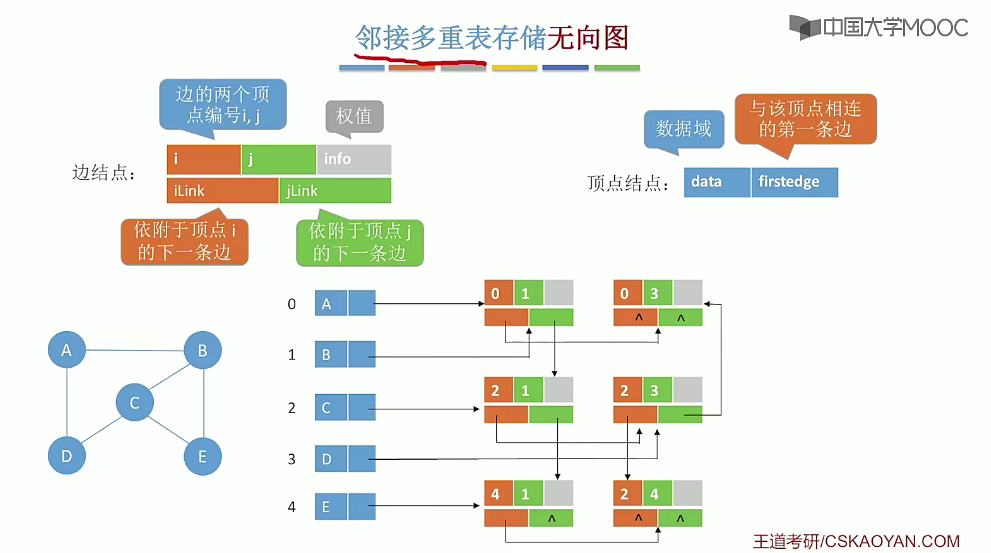 中国大学MOOC
邻接多重表存储无向图
边的两个顶
点编号i, j
权值
数据域
与该顶点相连
的第一条边
边结点：
i j info
iLink jLink
顶点结点：
data firstedge
依附于顶点 i
的下一条边
依附于顶点 j
的下一条边
0 A
0 1
0 3
^ ^
1 B
2 C
2 1
2 3
3 D
4 E
4 1
^
2 4
^ ^
A B
C
D E
王道考研/CSKAOYAN.COM